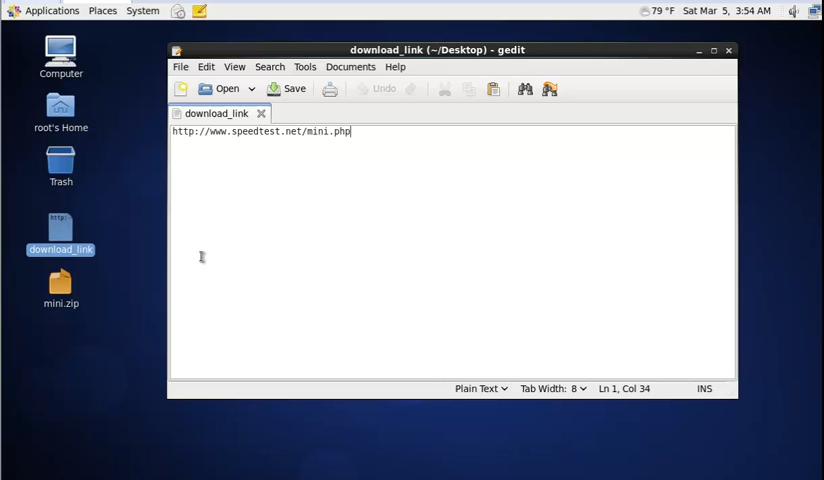 Applications Places System 79 °F Sat Mar 5, 3:54 AM
Computer
root's Home
Trash
http:
download_link
mini.zip
download_link (~/Desktop) - gedit
File Edit View Search Tools Documents Help
Open Save Undo
download_link
http://www.speedtest.net/mini.php
Plain Text Tab Width: 8 Ln 1, Col 34 INS